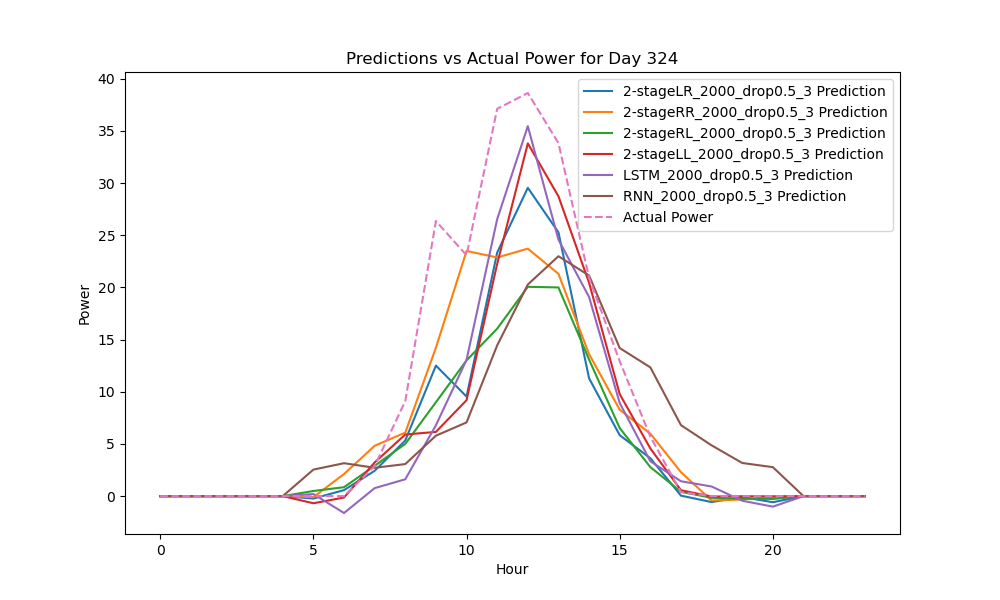 Predictions vs Actual Power for Day 324
40
35
30
25
20
15
10
5
0
Power
2-stageLR_2000_drop0.5_3 Prediction
2-stageRR_2000_drop0.5_3 Prediction
2-stageRL_2000_drop0.5_3 Prediction
2-stageLL_2000_drop0.5_3 Prediction
LSTM_2000_drop0.5_3 Prediction
RNN_2000_drop0.5_3 Prediction
Actual Power
0 5 10 15 20
Hour